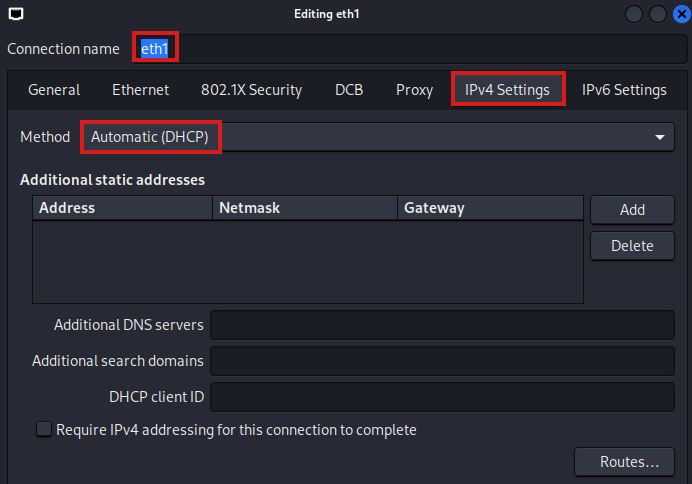 Editing eth1
Connection name eth1
General Ethernet 802.1X Security DCB Proxy IPv4 Settings IPv6 Settings
Method Automatic (DHCP)
Additional static addresses
Address Netmask Gateway Add
Delete
Additional DNS servers
Additional search domains
DHCP client ID
Require IPv4 addressing for this connection to complete
Routes...